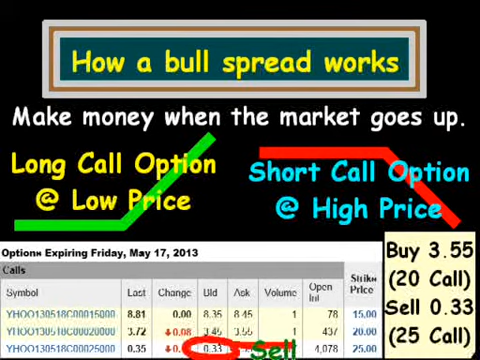 How a bull spread works
Make money when the market goes up.
Long Call Option
@ Low Price
Short Call Option
@ High Price
Options Expiring Friday, May 17, 2013
Calls
Symbol Last Change Bid Ask Volume Open Int Strike Price
YHOO130518C00015000 8.81 0.00 8.35 8.45 1 78 15.00
YHOO130518C00020000 3.72 0.08 3.45 3.55 1 437 20.00
YHOO130518C00025000 0.35 0.33 4,078 25.00
Sell
Buy 3.55
(20 Call)
Sell 0.33
(25 Call)